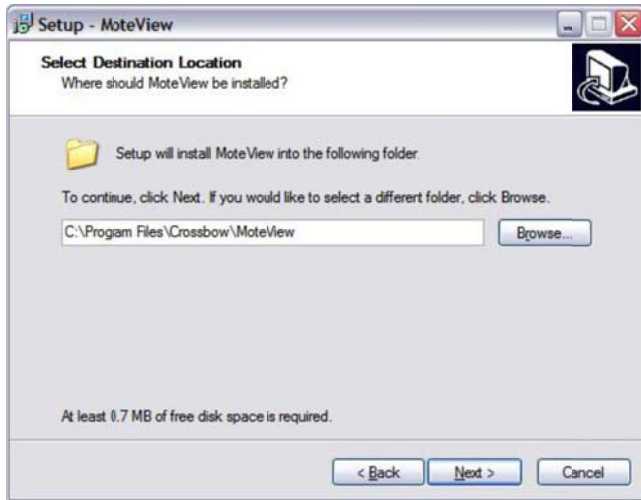 Setup - MoteView
Select Destination Location
Where should MoteView be installed?
Setup will install MoteView into the following folder.
To continue, click Next. If you would like to select a differert folder, click Browse.
C:\Progam Files\Crossbow\MoteView
Browse...
At least 0.7 MB of free disk space is required.
< Back
Next >
Cancel